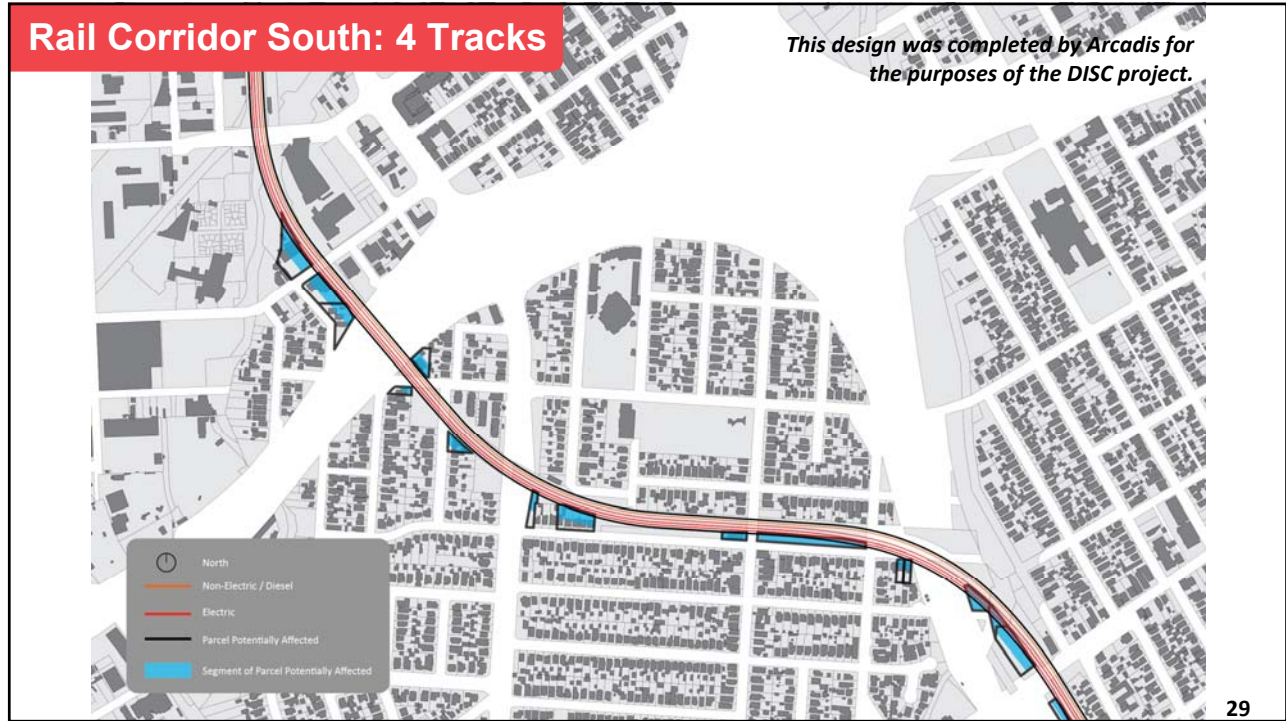 Rail Corridor South: 4 Tracks
This design was completed by Arcadis for
the purposes of the DISC project.
North
Non-Electric / Diesel
Electric
Parcel Potentially Affected
Segment of Parcel Potentially Affected
29